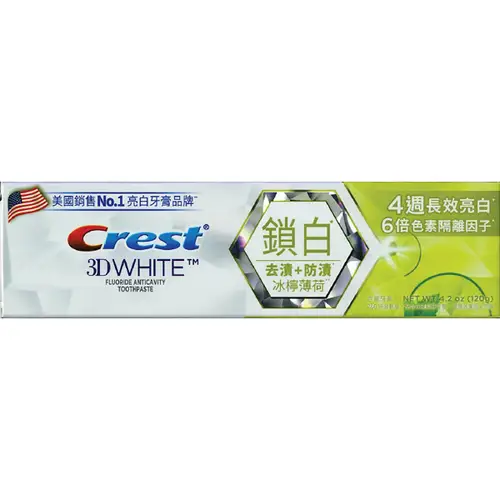 美國銷售No.1亮白牙膏品牌**
Crest
3DWHITE™
FLUORIDE ANTICAVITY
TOOTHPASTE
鎖白*
去漬+防漬*
冰檸薄荷^^
4週長效亮白*
6倍色素隔離因子*
NET WT. 4.2 oz (120g)